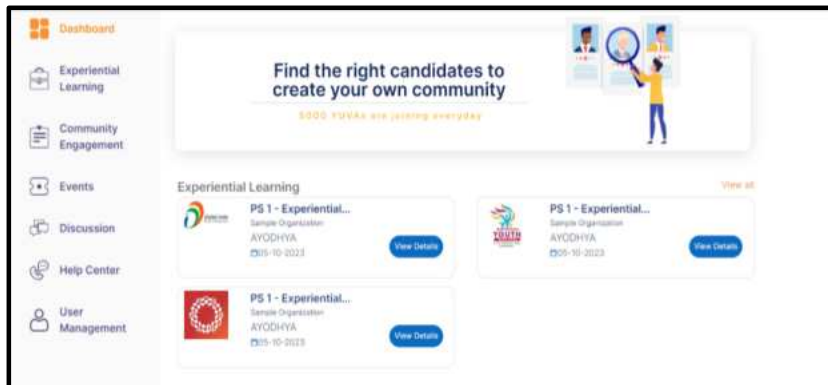 Dashboard
Experiential
Learning
Community
Engagement
Events
Discussion
Help Center
User
Management
Find the right candidates to
create your own community
5000 YUVAs are joining everyday
Experiential Learning
View all
PS 1 - Experiential...
Sample Organization
AYODHYA
05-10-2023
View Details
YOUTH
PS 1 - Experiential...
Sample Organization
AYODHYA
05-10-2023
View Details
PS 1 - Experiential...
Sample Organization
AYODHYA
05-10-2023
View Details